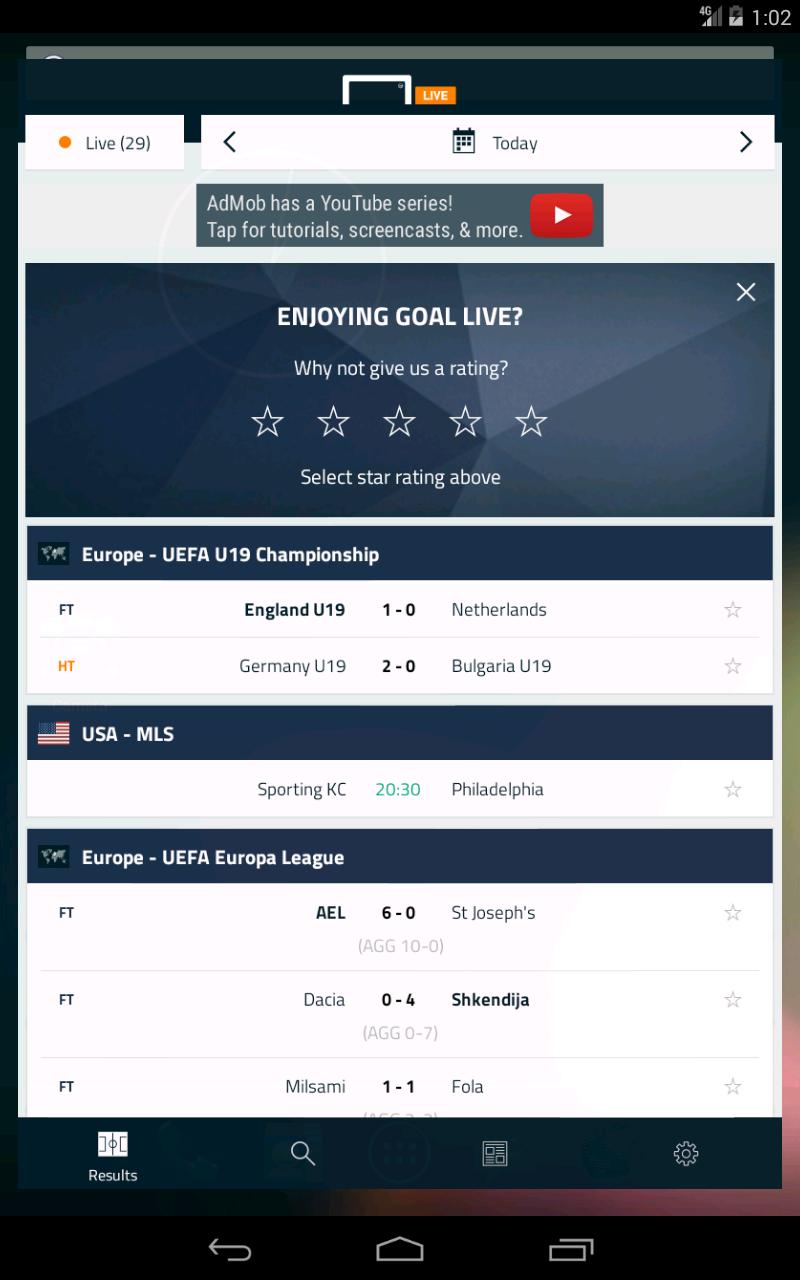 4G 1:02
LIVE
Live (29) Today
AdMob has a YouTube series!
Tap for tutorials, screencasts, & more.
ENJOYING GOAL LIVE?
Why not give us a rating?
Select star rating above
Europe - UEFA U19 Championship
FT England U19 1 - 0 Netherlands
HT Germany U19 2 - 0 Bulgaria U19
USA - MLS
Sporting KC 20:30 Philadelphia
Europe - UEFA Europa League
FT AEL 6 - 0 St Joseph's
(AGG 10-0)
FT Dacia 0 - 4 Shkendija
(AGG 0-7)
FT Milsami 1 - 1 Fola
Results